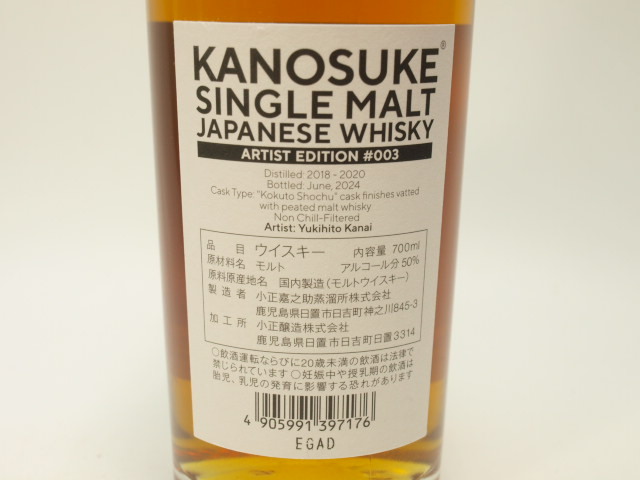 KANOSUKE®
SINGLE MALT
JAPANESE WHISKY
ARTIST EDITION #003
Distilled: 2018 - 2020
Bottled: June, 2024
Cask Type: "Kokuto Shochu" cask finishes vatted
with peated malt whisky
Non Chill-Filtered
Artist: Yukihito Kanai
品目 ウイスキー 内容量 700ml
原材料名 モルト アルコール分 50%
原料原産地名 国内製造(モルトウイスキー)
製造者 小正嘉之助蒸溜所株式会社
鹿児島県日置市日吉町神之川845-3
加工所 小正醸造株式会社
鹿児島県日置市日吉町日置3314
○飲酒運転ならびに20歳未満の飲酒は法律で
禁じられています ○妊娠中や授乳期の飲酒は
胎児、乳児の発育に影響する恐れがあります
4 905991 397176
EGAD